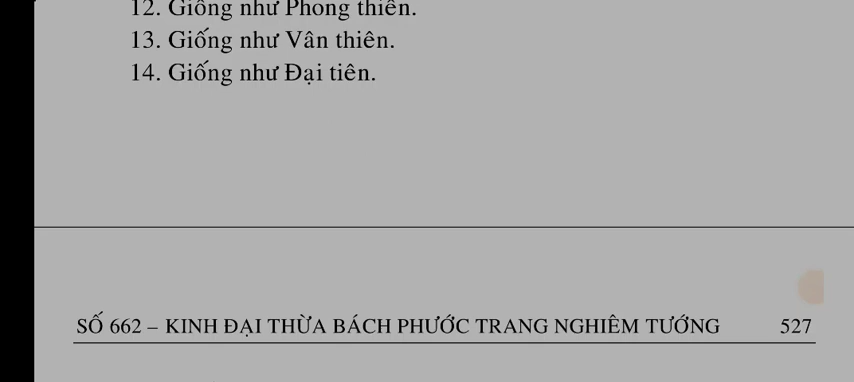 12. Giống như Phong thiên.
13. Giống như Vân thiên.
14. Giống như Đại tiên.
SỐ 662 – KINH ĐẠI THỪA BÁCH PHƯỚC TRANG NGHIÊM TƯỚNG 527